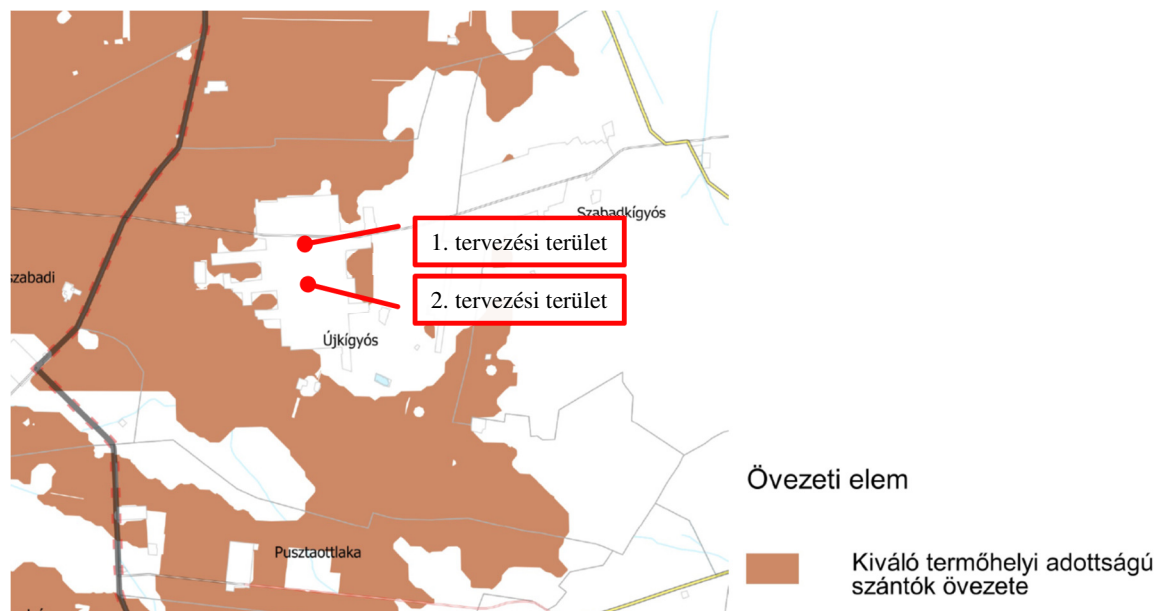 Szabadkígyós
1. tervezési terület
szabadi
2. tervezési terület
Újkígyós
Övezeti elem
Pusztaottlaka
Kiváló termőhelyi adottságú
szántók övezete